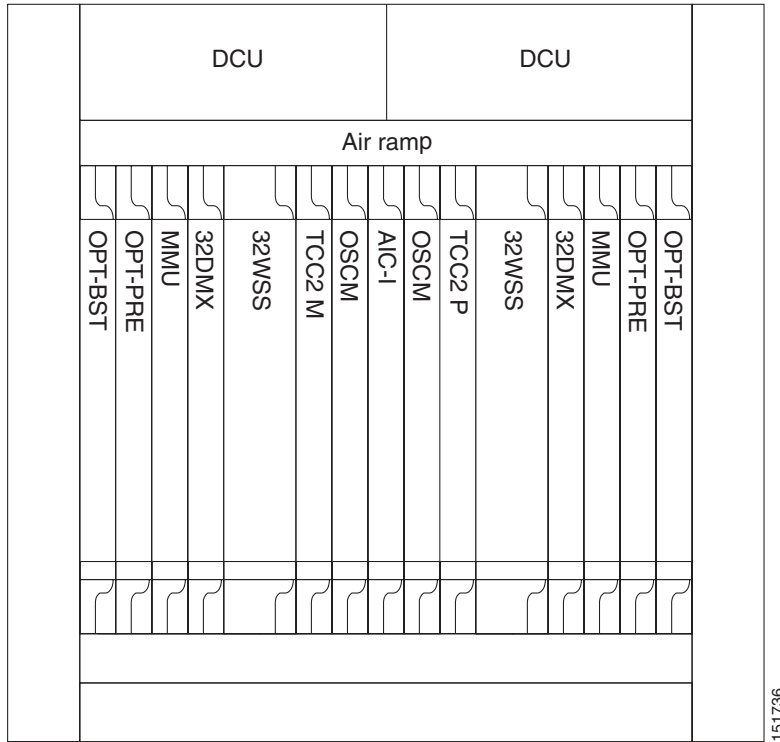 DCU
DCU
Air ramp
OPT-BST
OPT-PRE
MMU
32DMX
32WSS
TCC2 M
OSCM
AIC-I
OSCM
TCC2 P
32WSS
32DMX
MMU
OPT-PRE
OPT-BST
151736